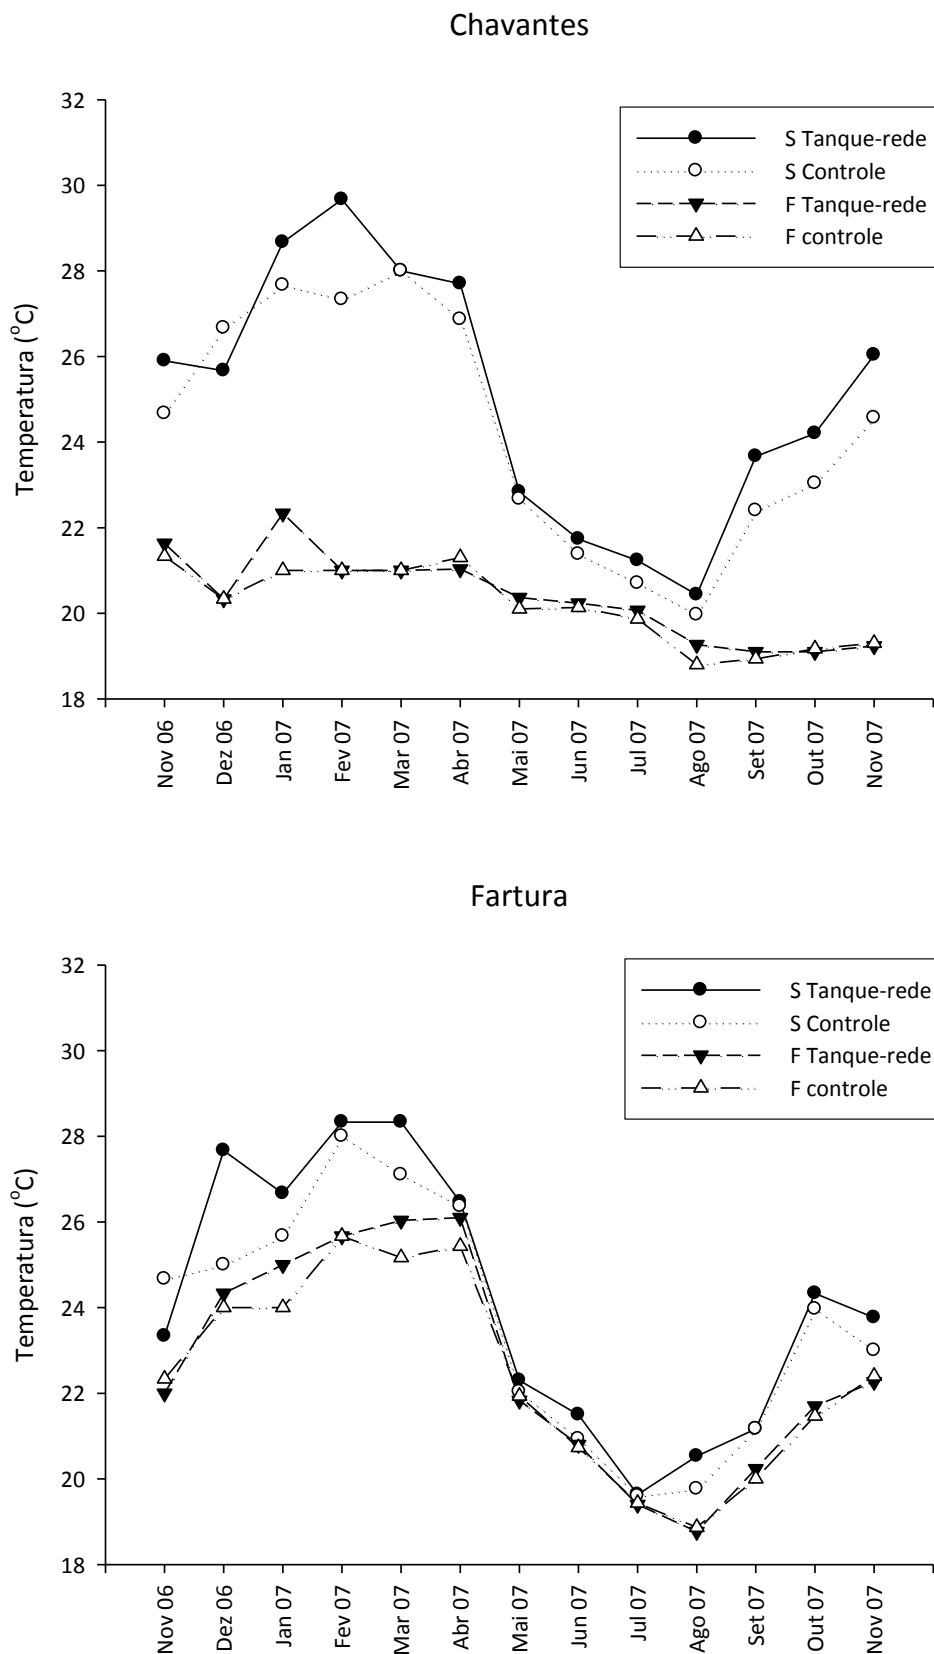 Chavantes
32
30
28
26
24
22
20
18
Temperatura (°C)
S Tanque-rede
S Controle
F Tanque-rede
F controle
Nov 06
Dez 06
Jan 07
Fev 07
Mar 07
Abr 07
Mai 07
Jun 07
Jul 07
Ago 07
Set 07
Out 07
Nov 07
Fartura
32
30
28
26
24
22
20
18
Temperatura (°C)
S Tanque-rede
S Controle
F Tanque-rede
F controle
Nov 06
Dez 06
Jan 07
Fev 07
Mar 07
Abr 07
Mai 07
Jun 07
Jul 07
Ago 07
Set 07
Out 07
Nov 07